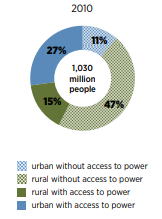 2010
11%
27%
1,030
million
people
15%
47%
urban without access to power
rural without access to power
rural with access to power
urban with access to power